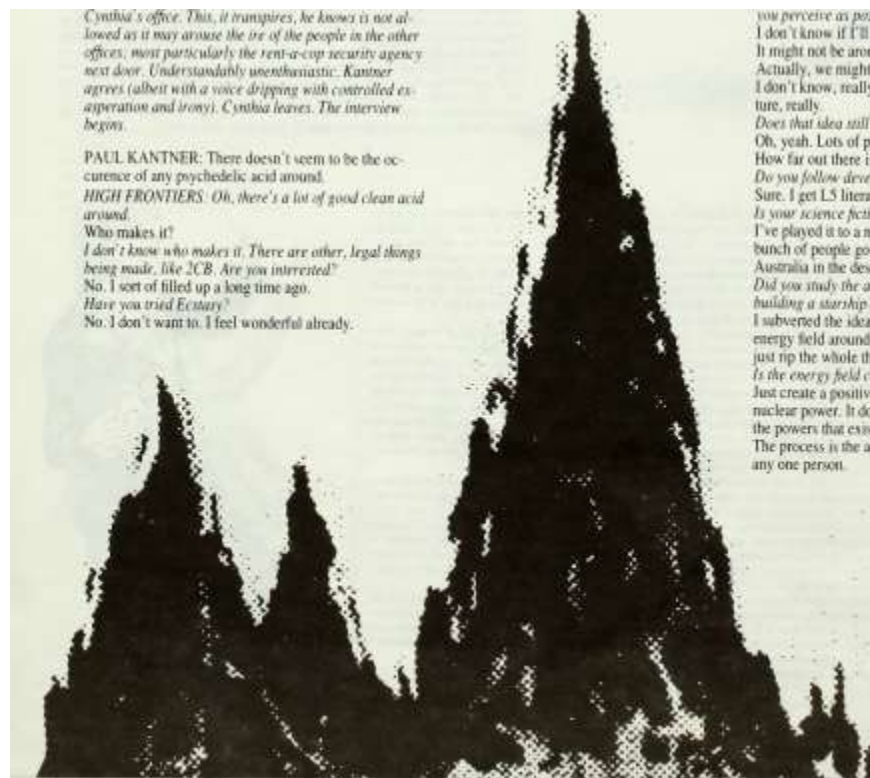 Cynthia's office. This, it transpires, he knows is not al-
lowed as it may arouse the ire of the people in the other
offices, most particularly the rent-a-cop security agency
next door. Understandably unenthusiastic, Kantner
agrees (albeit with a voice dripping with controlled ex-
asperation and irony). Cynthia leaves. The interview
begins.
PAUL KANTNER: There doesn't seem to be the oc-
curence of any psychedelic acid around.
HIGH FRONTIERS: Oh, there's a lot of good clean acid
around.
Who makes it?
I don't know who makes it. There are other, legal things
being made, like 2CB. Are you interested?
No. I sort of filled up a long time ago.
Have you tried Ecstasy?
No. I don't want to. I feel wonderful already.
you perceive as
I don't know if I'll
It might not be
Actually, we might
I don't know, really
ture, really.
Does that idea still
Oh, yeah. Lots of
How far out there
Do you follow
Sure. I get L5
Is your science
I've played it to a
bunch of people
Australia in the
Did you study the
building a starship
I subverted the
energy field around
just rip the whole
Is the energy field
Just create a
nuclear power. It
the powers that
The process is the
any one person.